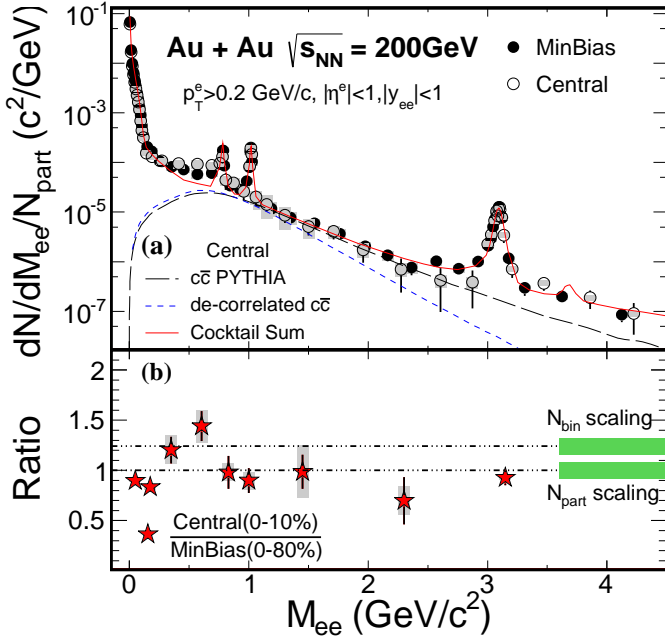 dN/dM_ee/N_part (c²/GeV)
10⁻¹
10⁻³
10⁻⁵
10⁻⁷
Au + Au √s_NN = 200GeV
p_T^e>0.2 GeV/c, |η^e|<1,|y_ee|<1
MinBias
Central
(a)
Central
cc̅ PYTHIA
de-correlated cc̅
Cocktail Sum
Ratio
2
1.5
1
0.5
(b)
N_bin scaling
N_part scaling
Central(0-10%)
MinBias(0-80%)
0 1 2 3 4
M_ee (GeV/c²)